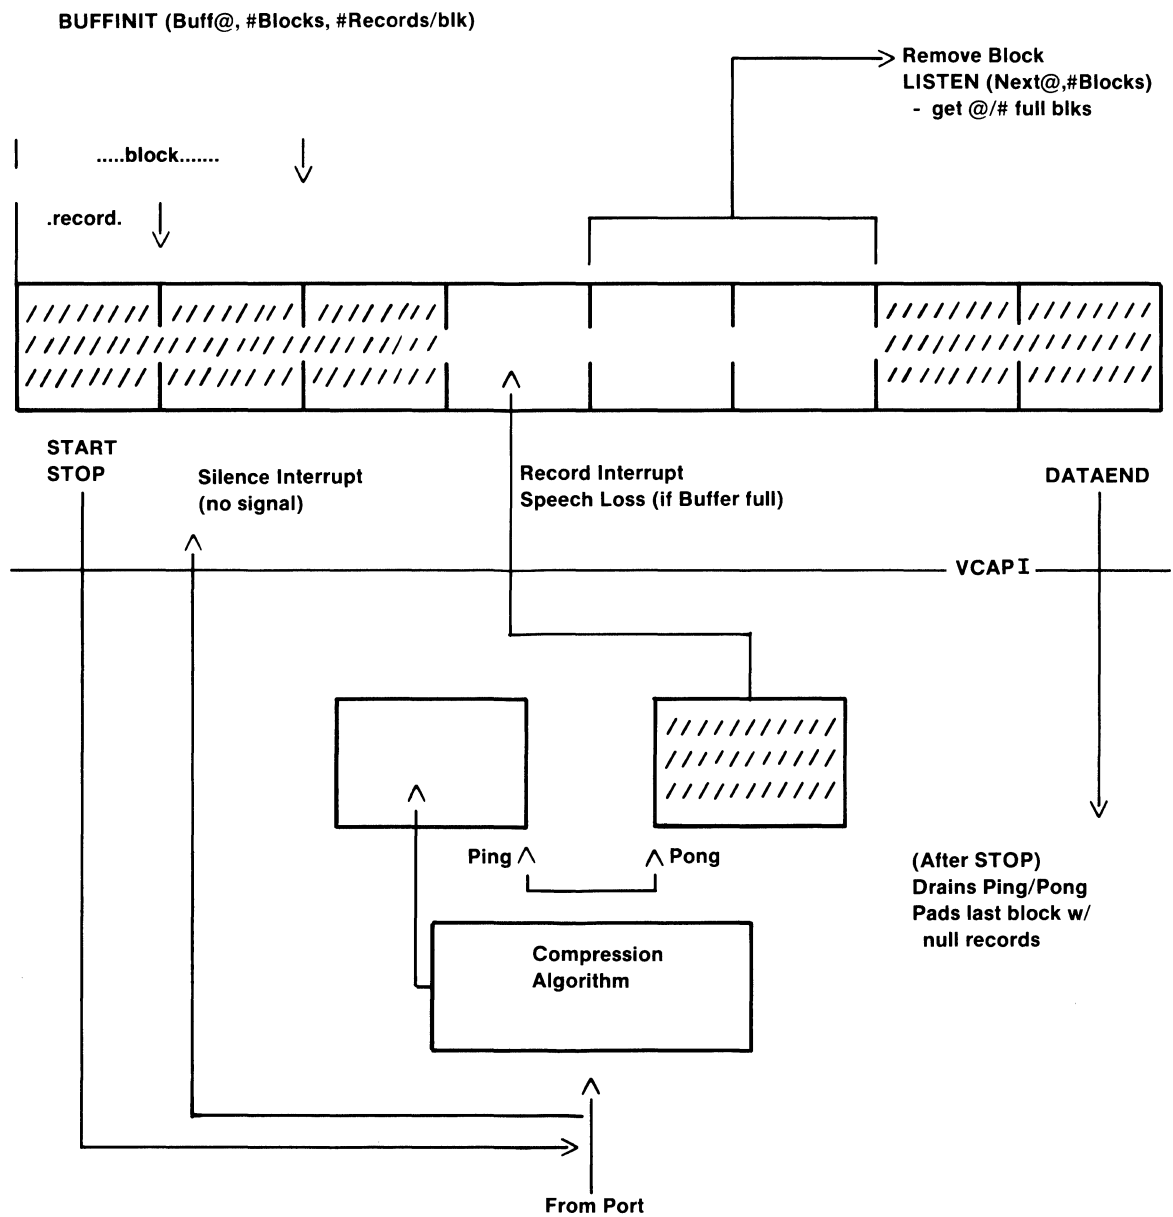 BUFFINIT (Buff@, #Blocks, #Records/blk)
Remove Block
LISTEN (Next@,#Blocks)
- get @/# full blks
.....block.......
.record.
START
STOP
Silence Interrupt
(no signal)
Record Interrupt
Speech Loss (if Buffer full)
DATAEND
VCAPI
Ping
Pong
(After STOP)
Drains Ping/Pong
Pads last block w/
null records
Compression
Algorithm
From Port